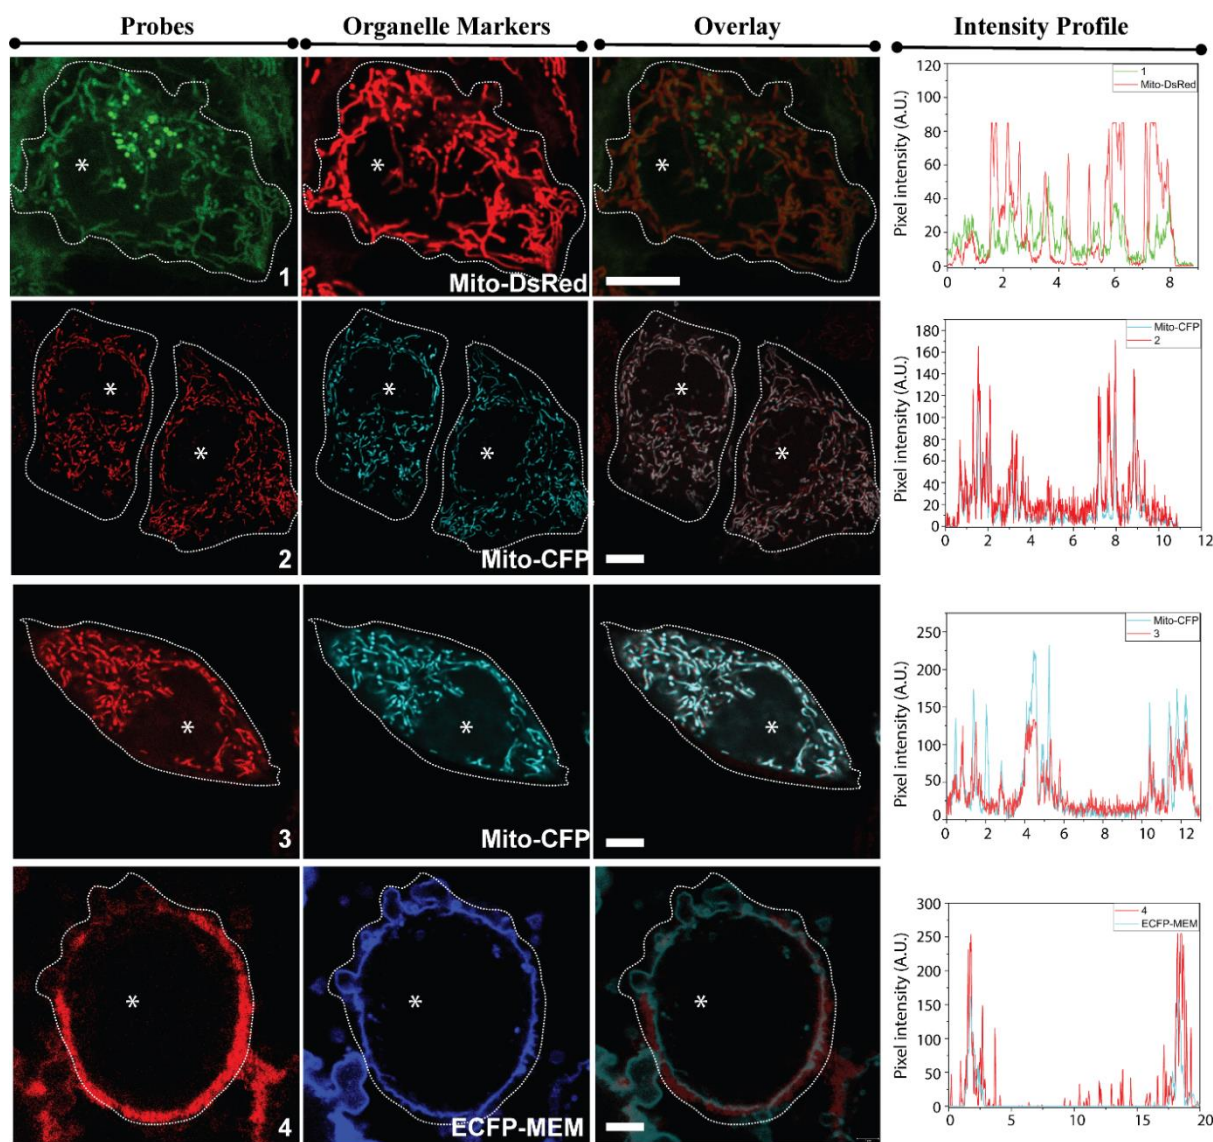 Probes Organelle Markers Overlay Intensity Profile
* * *
1 Mito-DsRed
Pixel intensity (A.U.)
120
100
80
60
40
20
0
0 2 4 6 8
1
Mito-DsRed
* * *
* * *
2 Mito-CFP
Pixel intensity (A.U.)
180
160
140
120
100
80
60
40
20
0
0 2 4 6 8 10 12
Mito-CFP
2
* * *
3 Mito-CFP
Pixel intensity (A.U.)
250
200
150
100
50
0
0 2 4 6 8 10 12
Mito-CFP
3
* * *
4 ECFP-MEM
Pixel intensity (A.U.)
300
250
200
150
100
50
0
0 5 10 15 20
4
ECFP-MEM